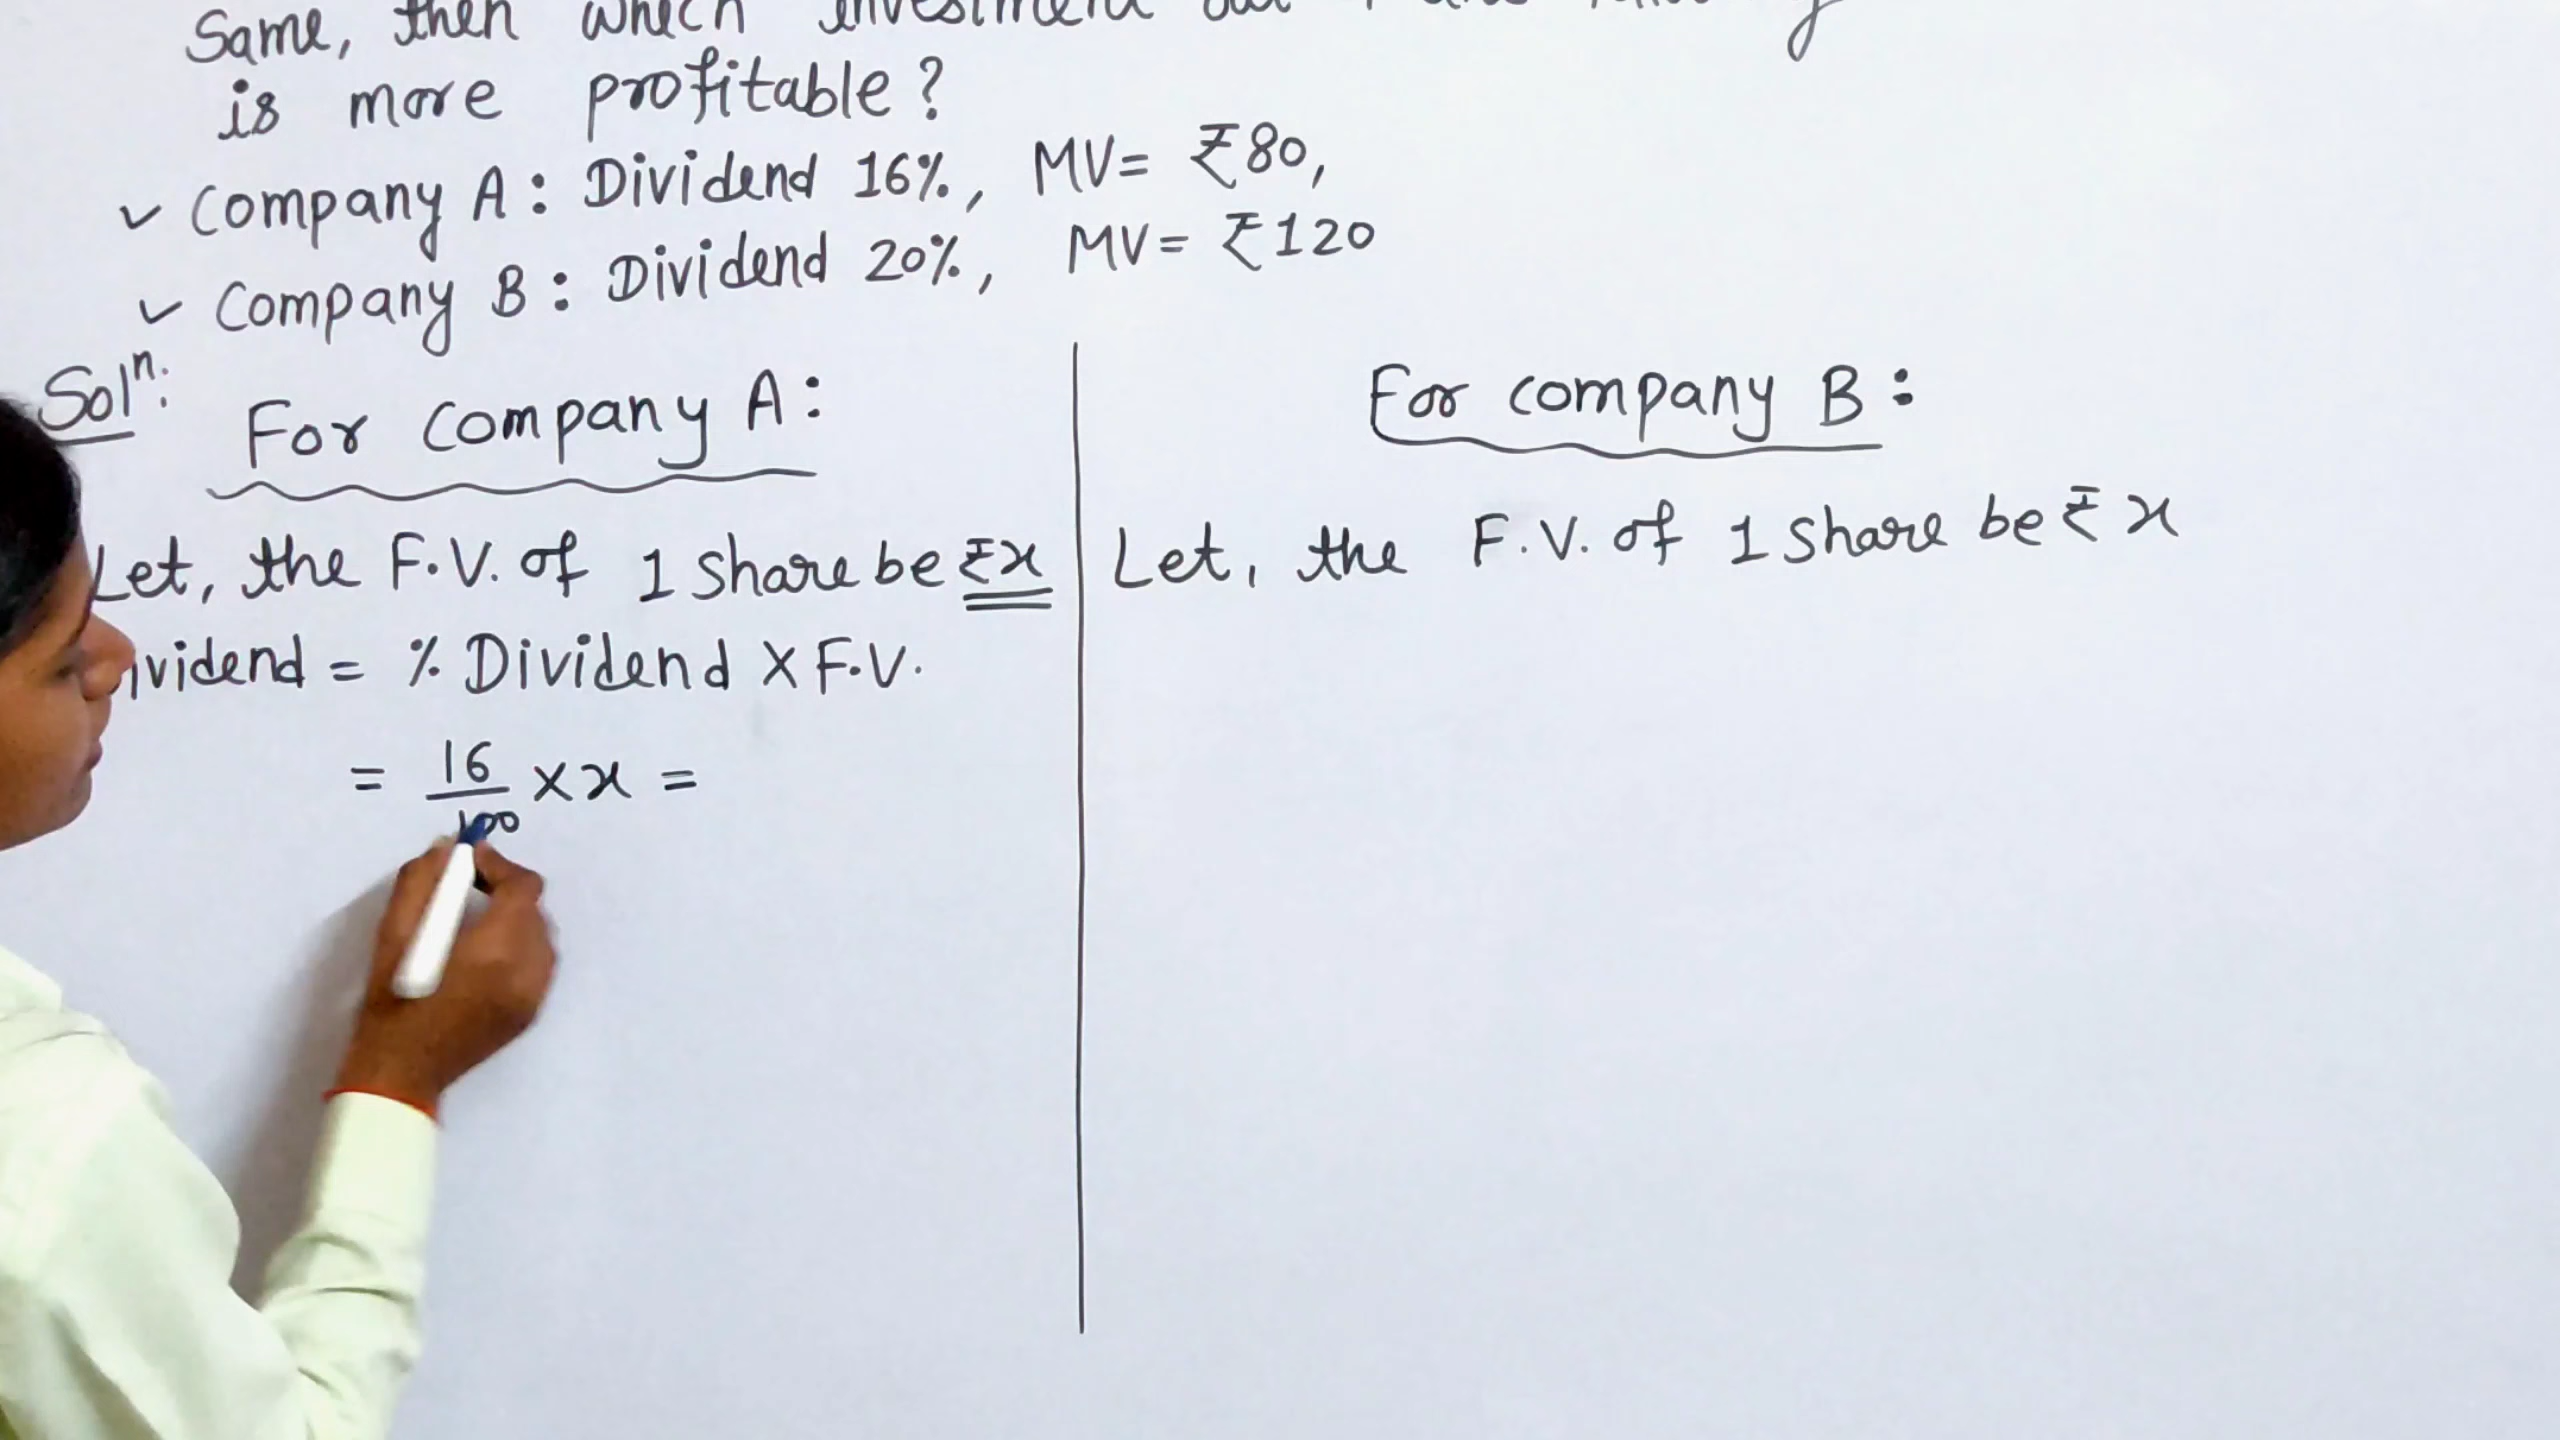 Same, then which investment out
is more profitable?
✓ Company A : Dividend 16%, MV= ₹80,
✓ Company B : Dividend 20%, MV= ₹120
Solⁿ:
For company A:
Let, the F.V. of 1 share be ₹x
ividend = % Dividend × F.V.
= 16/100 × x =
For company B :
Let, the F.V. of 1 share be ₹ x